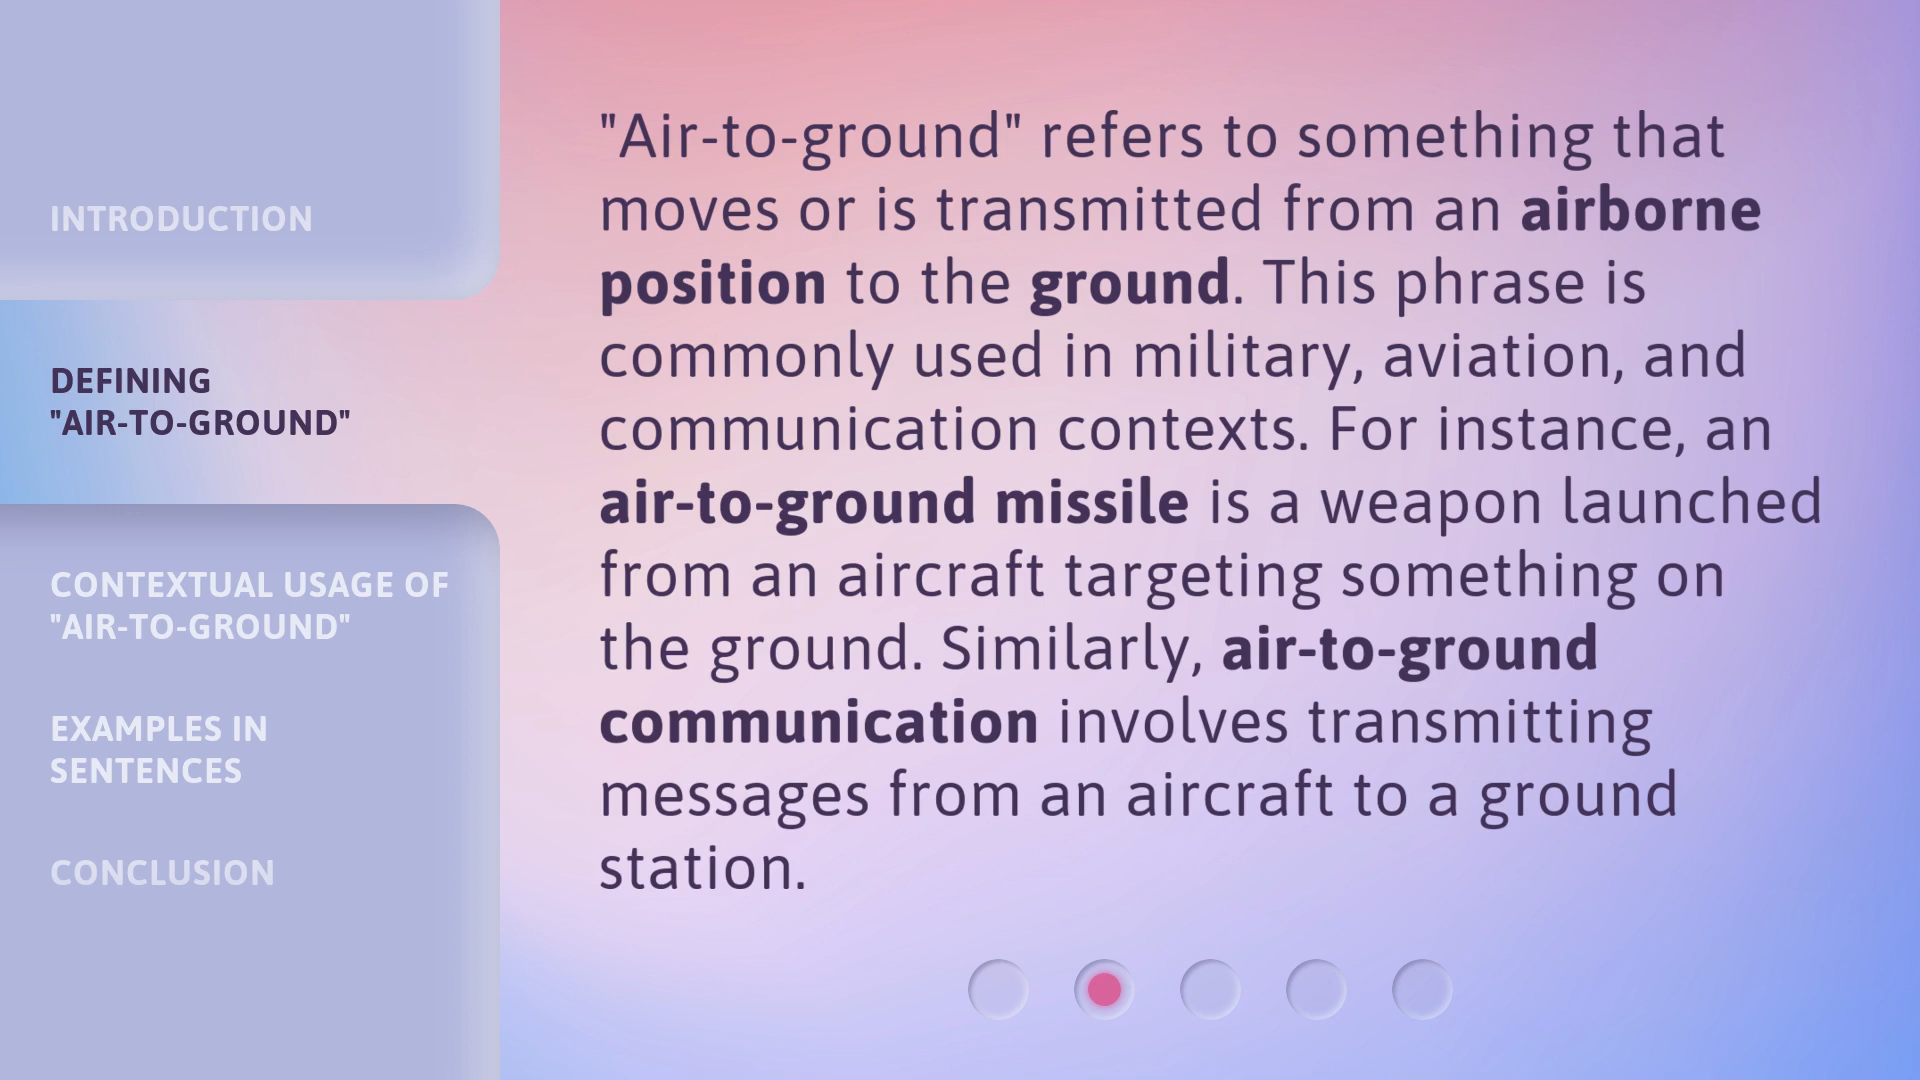 INTRODUCTION
DEFINING
"AIR-TO-GROUND"
CONTEXTUAL USAGE OF
"AIR-TO-GROUND"
EXAMPLES IN
SENTENCES
CONCLUSION
"Air-to-ground" refers to something that
moves or is transmitted from an airborne
position to the ground. This phrase is
commonly used in military, aviation, and
communication contexts. For instance, an
air-to-ground missile is a weapon launched
from an aircraft targeting something on
the ground. Similarly, air-to-ground
communication involves transmitting
messages from an aircraft to a ground
station.